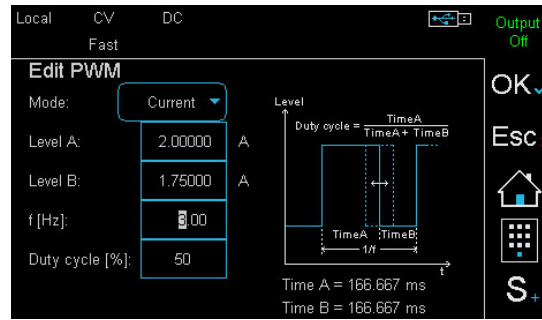 Local CV DC
Fast
Output
Off
Edit PWM
OK
Mode: Current
Level A: 2.00000 A
Level B: 1.75000 A
f [Hz]: 3.00
Duty cycle [%]: 50
Level
Duty cycle = TimeA
TimeA + TimeB
TimeA TimeB
1/f
t
Time A = 166.667 ms
Time B = 166.667 ms
Esc
S+